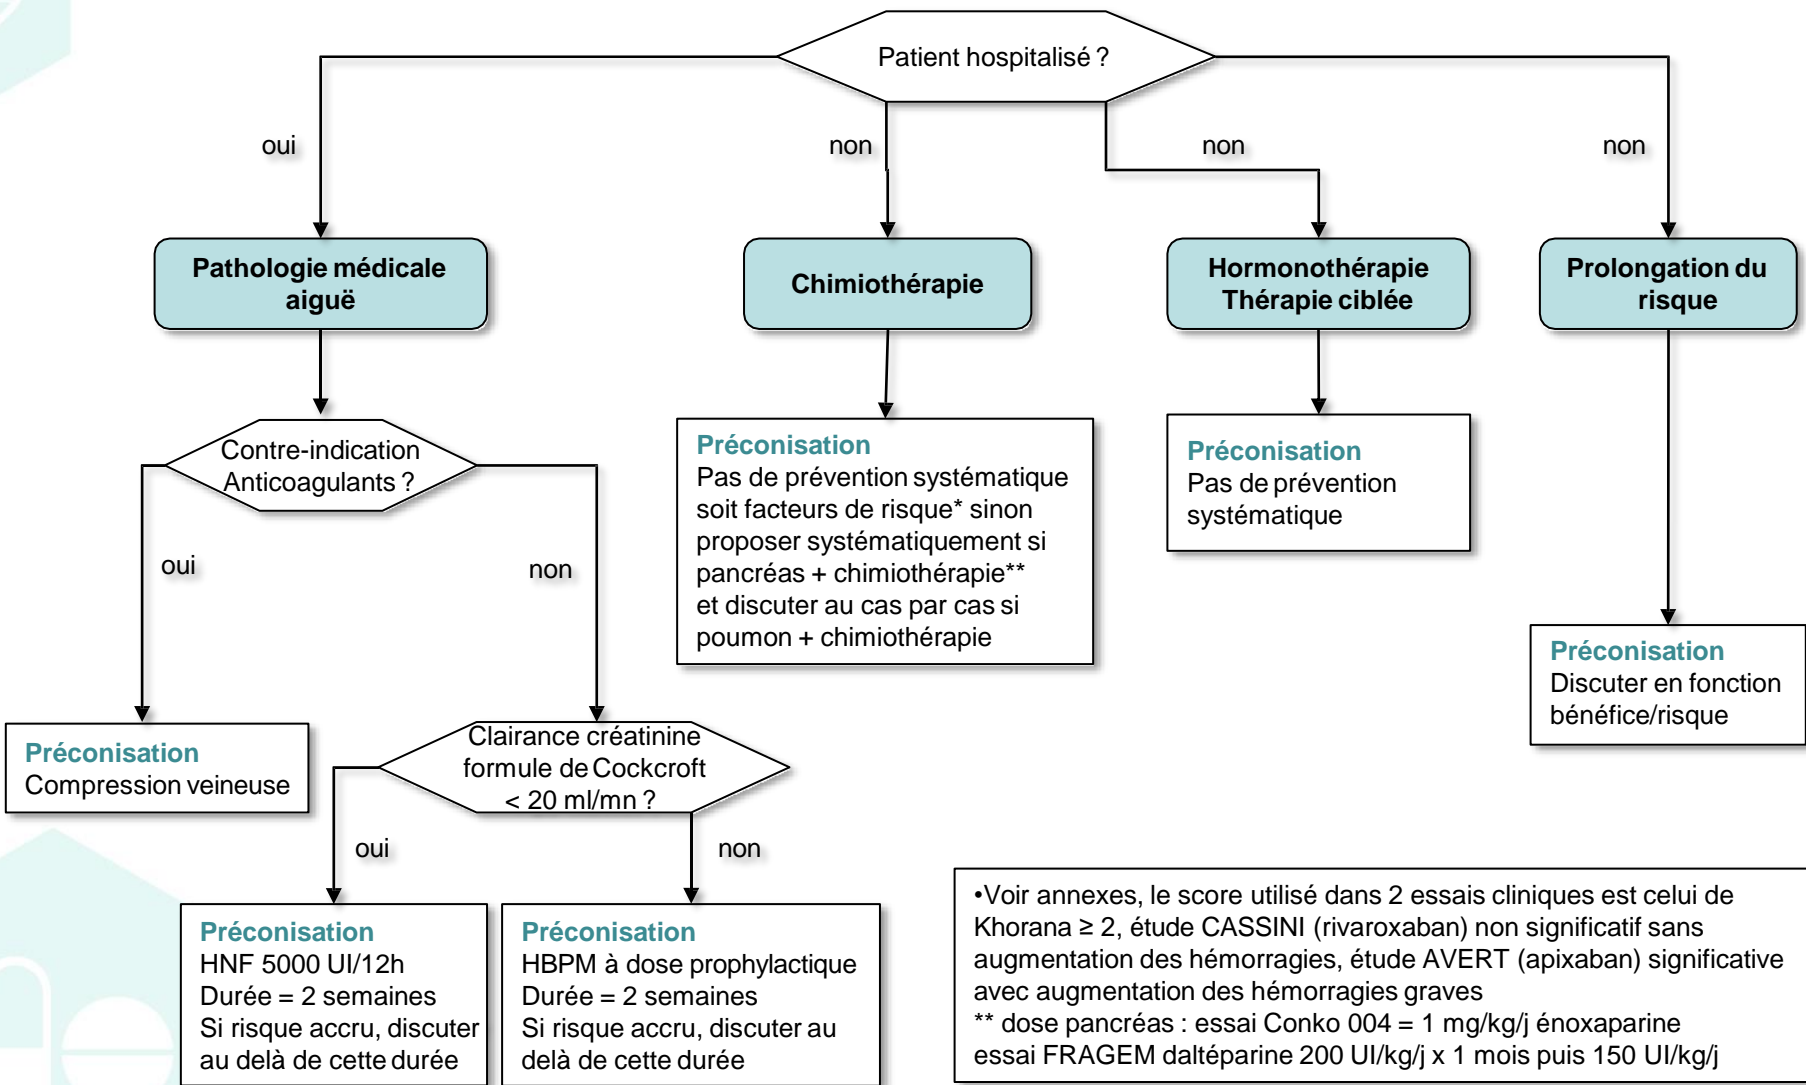 Patient hospitalisé ?
oui
non
non
non
Pathologie médicale
aiguë
Chimiothérapie
Hormonothérapie
Thérapie ciblée
Prolongation du
risque
Contre-indication
Anticoagulants ?
oui
non
Préconisation
Pas de prévention systématique
soit facteurs de risque* sinon
proposer systématiquement si
pancréas + chimiothérapie**
et discuter au cas par cas si
poumon + chimiothérapie
Préconisation
Pas de prévention
systématique
Préconisation
Discuter en fonction
bénéfice/risque
Préconisation
Compression veineuse
Clairance créatinine
formule de Cockcroft
< 20 ml/mn ?
oui
non
Préconisation
HNF 5000 UI/12h
Durée = 2 semaines
Si risque accru, discuter
au delà de cette durée
Préconisation
HBPM à dose prophylactique
Durée = 2 semaines
Si risque accru, discuter au
delà de cette durée
•Voir annexes, le score utilisé dans 2 essais cliniques est celui de
Khorana ≥ 2, étude CASSINI (rivaroxaban) non significatif sans
augmentation des hémorragies, étude AVERT (apixaban) significative
avec augmentation des hémorragies graves
** dose pancréas : essai Conko 004 = 1 mg/kg/j énoxaparine
essai FRAGEM daltéparine 200 UI/kg/j x 1 mois puis 150 UI/kg/j